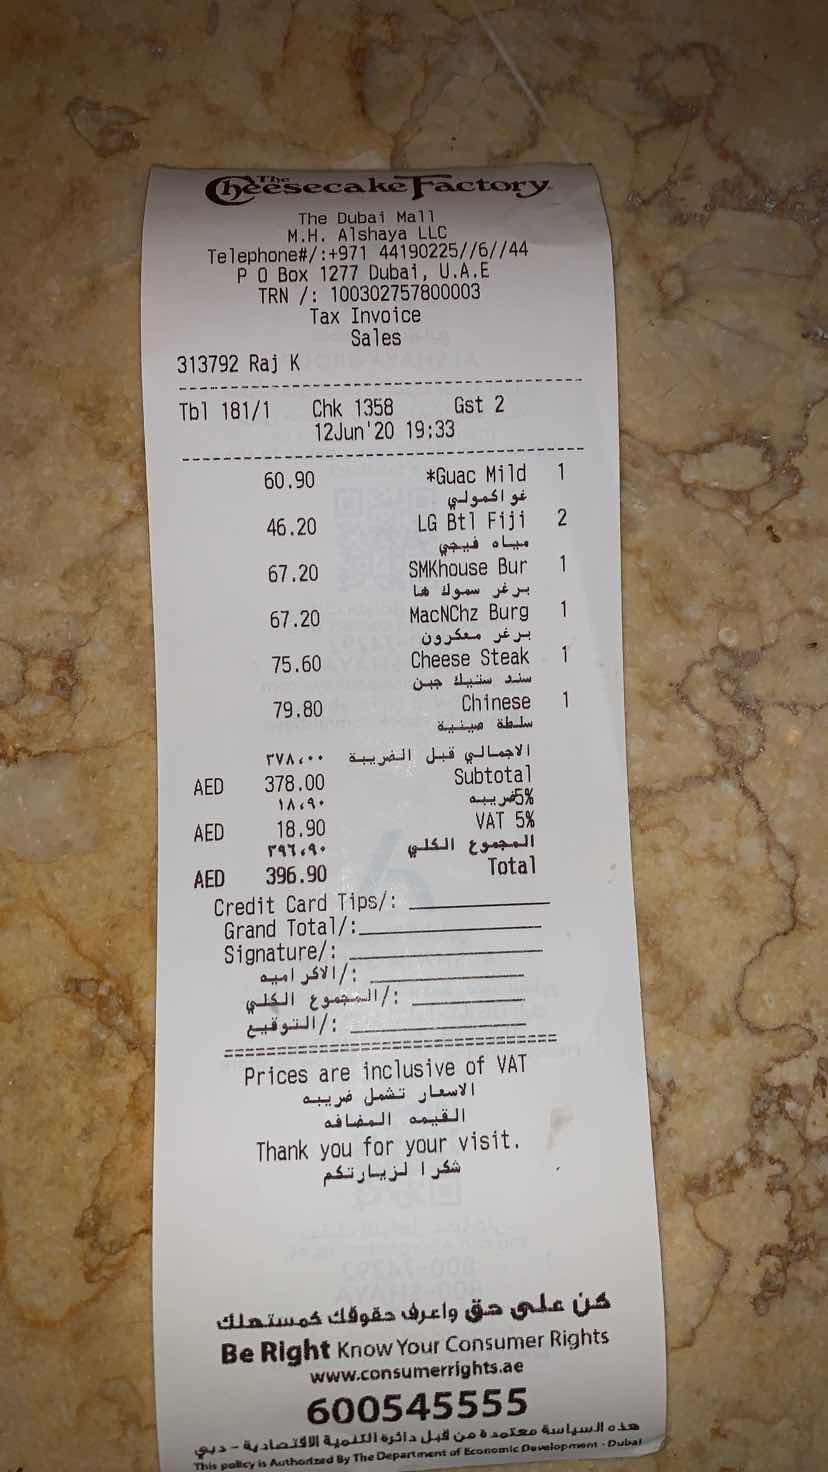 The Cheesecake Factory
The Dubai Mall
M.H. Alshaya LLC
Telephone#/:+971 44190225//6//44
P O Box 1277 Dubai, U.A.E
TRN /: 100302757800003
Tax Invoice
Sales
313792 Raj K
Tbl 181/1 Chk 1358 Gst 2
12Jun'20 19:33
60.90 *Guac Mild 1
غواكمولي
46.20 LG Btl Fiji 2
مياه فيجي
67.20 SMKhouse Bur 1
برغر سموك ها
67.20 MacNChz Burg 1
برغر معكرون
75.60 Cheese Steak 1
سند ستيك جبن
79.80 Chinese 1
سلطة صينية
الاجمالي قبل الضريبة ٣٧٨،٠٠
AED 378.00 Subtotal
5%ضريبه ١٨،٩٠
AED 18.90 VAT 5%
المجموع الكلي ٣٩٦،٩٠
AED 396.90 Total
Credit Card Tips/:
Grand Total/:
Signature/:
الاكراميه/:
المجموع الكلي/:
التوقيع/:
Prices are inclusive of VAT
الاسعار تشمل ضريبه
القيمه المضافه
Thank you for your visit.
شكرا لزيارتكم
كن على حق واعرف حقوقك كمستهلك
Be Right Know Your Consumer Rights
www.consumerrights.ae
600545555
هذه السياسة معتمدة من قبل دائرة التنمية الاقتصادية - دبي
This policy is Authorized By The Department of Economic Development - Dubai